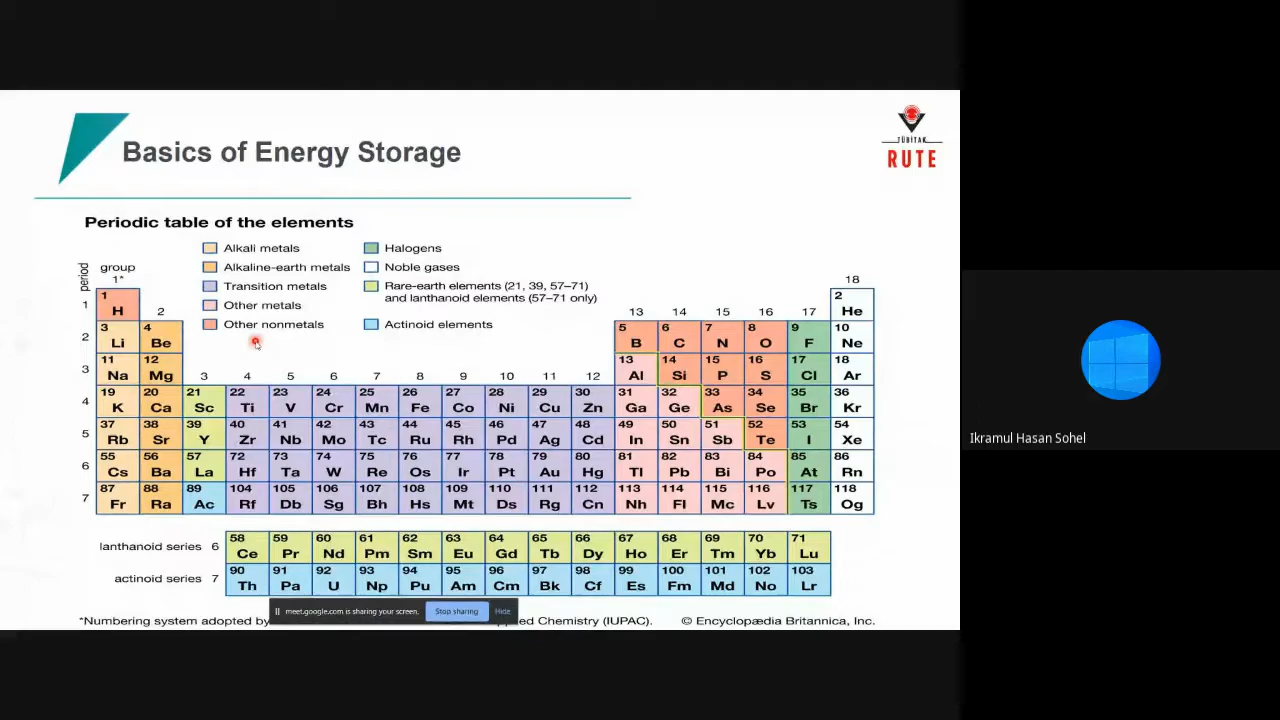 Basics of Energy Storage
TÜBİTAK
RUTE
Periodic table of the elements
Alkali metals
Halogens
Alkaline-earth metals
Noble gases
Transition metals
Rare-earth elements (21, 39, 57–71)
and lanthanoid elements (57–71 only)
Other metals
Other nonmetals
Actinoid elements
period
group
1* 2 3 4 5 6 7 8 9 10 11 12 13 14 15 16 17 18
1 1 H 2 He
2 3 Li 4 Be 5 B 6 C 7 N 8 O 9 F 10 Ne
3 11 Na 12 Mg 13 Al 14 Si 15 P 16 S 17 Cl 18 Ar
4 19 K 20 Ca 21 Sc 22 Ti 23 V 24 Cr 25 Mn 26 Fe 27 Co 28 Ni 29 Cu 30 Zn 31 Ga 32 Ge 33 As 34 Se 35 Br 36 Kr
5 37 Rb 38 Sr 39 Y 40 Zr 41 Nb 42 Mo 43 Tc 44 Ru 45 Rh 46 Pd 47 Ag 48 Cd 49 In 50 Sn 51 Sb 52 Te 53 I 54 Xe
6 55 Cs 56 Ba 57 La 72 Hf 73 Ta 74 W 75 Re 76 Os 77 Ir 78 Pt 79 Au 80 Hg 81 Tl 82 Pb 83 Bi 84 Po 85 At 86 Rn
7 87 Fr 88 Ra 89 Ac 104 Rf 105 Db 106 Sg 107 Bh 108 Hs 109 Mt 110 Ds 111 Rg 112 Cn 113 Nh 114 Fl 115 Mc 116 Lv 117 Ts 118 Og
lanthanoid series 6 58 Ce 59 Pr 60 Nd 61 Pm 62 Sm 63 Eu 64 Gd 65 Tb 66 Dy 67 Ho 68 Er 69 Tm 70 Yb 71 Lu
actinoid series 7 90 Th 91 Pa 92 U 93 Np 94 Pu 95 Am 96 Cm 97 Bk 98 Cf 99 Es 100 Fm 101 Md 102 No 103 Lr
meet.google.com is sharing your screen. Stop sharing Hide
*Numbering system adopted by Chemistry (IUPAC). © Encyclopædia Britannica, Inc.
Ikramul Hasan Sohel